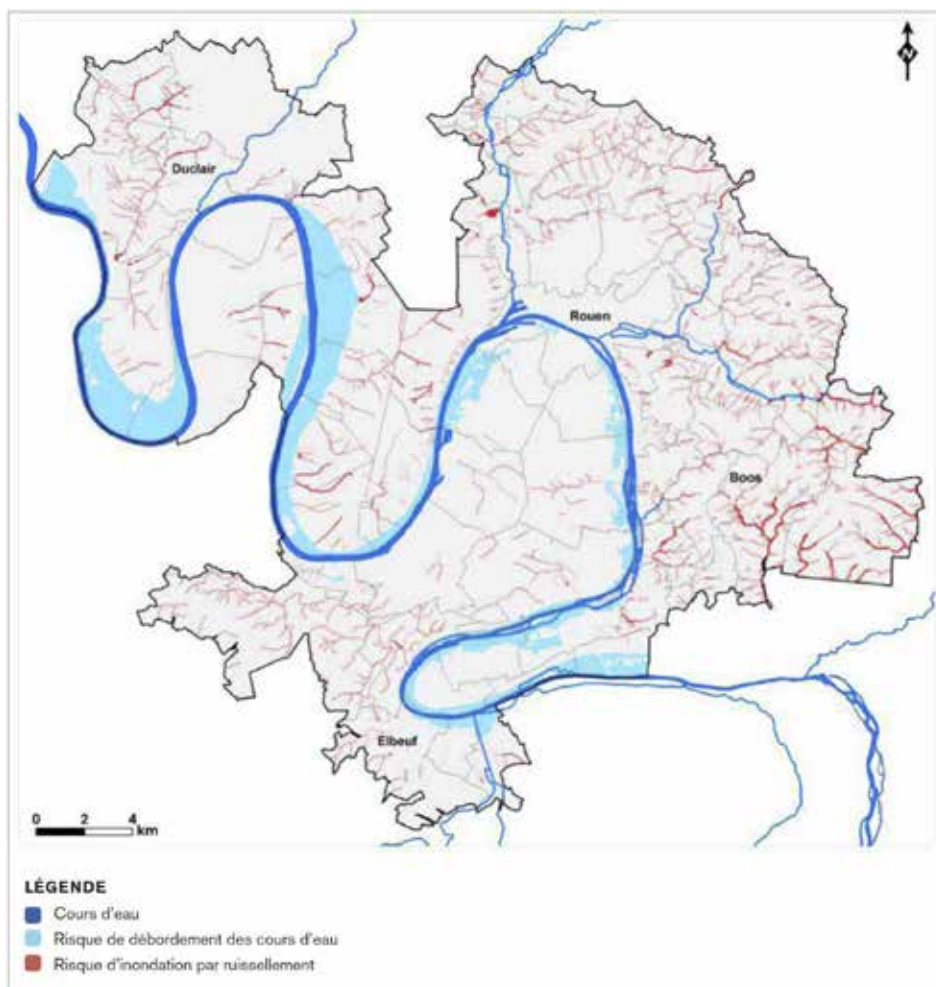 N
Duclair
Rouen
Boos
Elbeuf
0 2 4
km
LÉGENDE
Cours d'eau
Risque de débordement des cours d'eau
Risque d'inondation par ruissellement